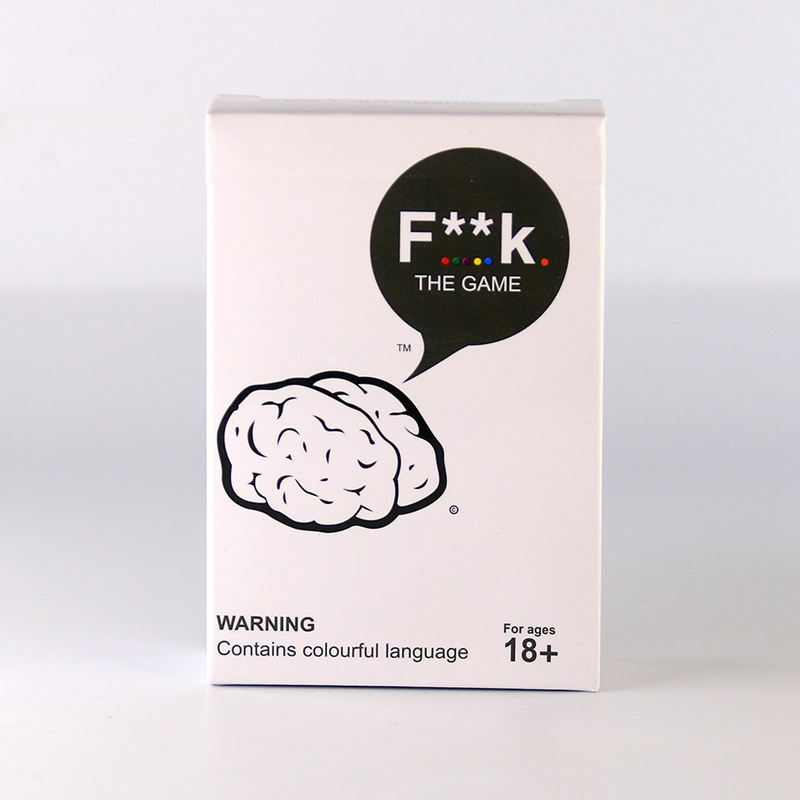 F**k.
THE GAME
TM
©
WARNING
Contains colourful language
For ages
18+